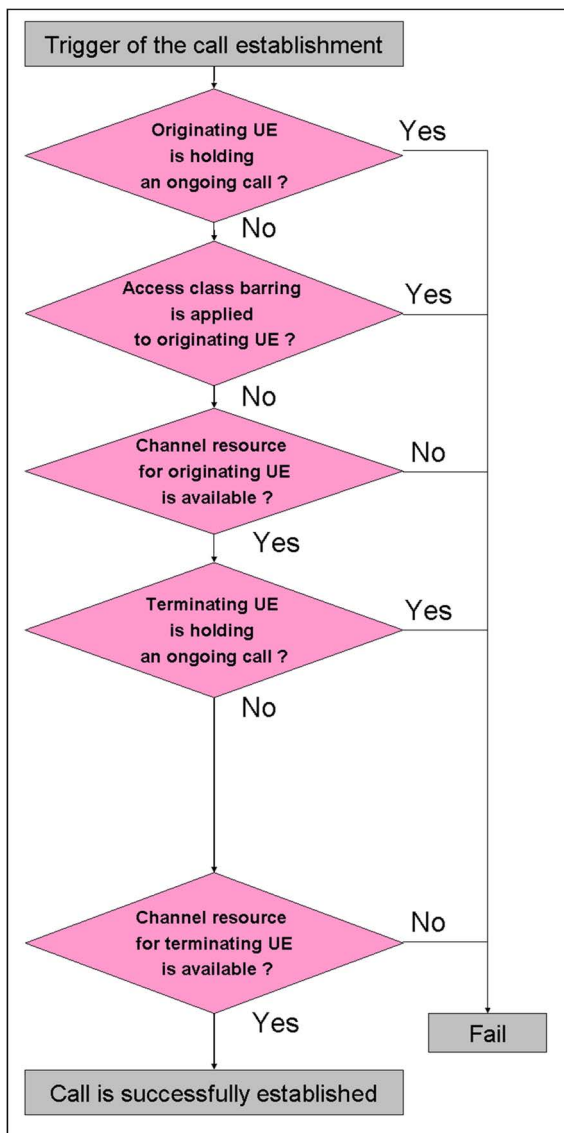 Trigger of the call establishment
Originating UE
is holding
an ongoing call ?
Yes
No
Access class barring
is applied
to originating UE ?
Yes
No
Channel resource
for originating UE
is available ?
No
Yes
Terminating UE
is holding
an ongoing call ?
Yes
No
Channel resource
for terminating UE
is available ?
No
Yes
Fail
Call is successfully established